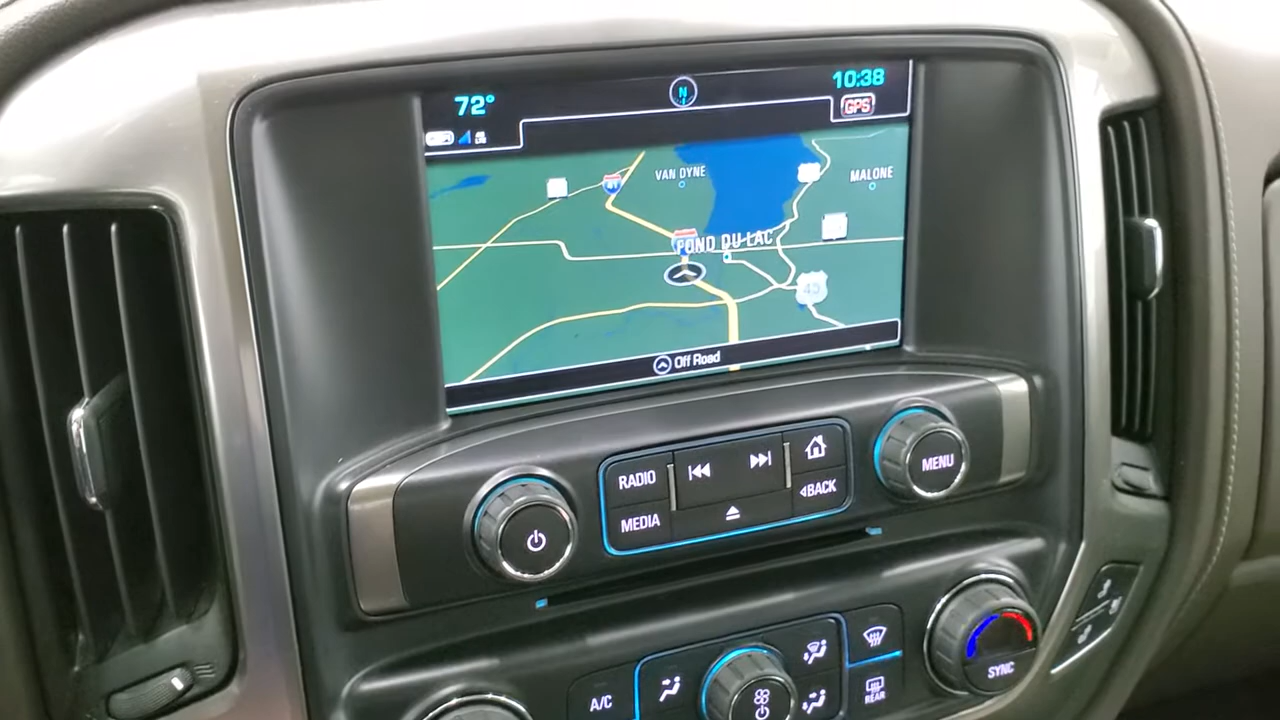 72°
N
10:38
GPS
VAN DYNE
MALONE
41
FOND DU LAC
45
Off Road
RADIO
MEDIA
BACK
MENU
A/C
REAR
SYNC